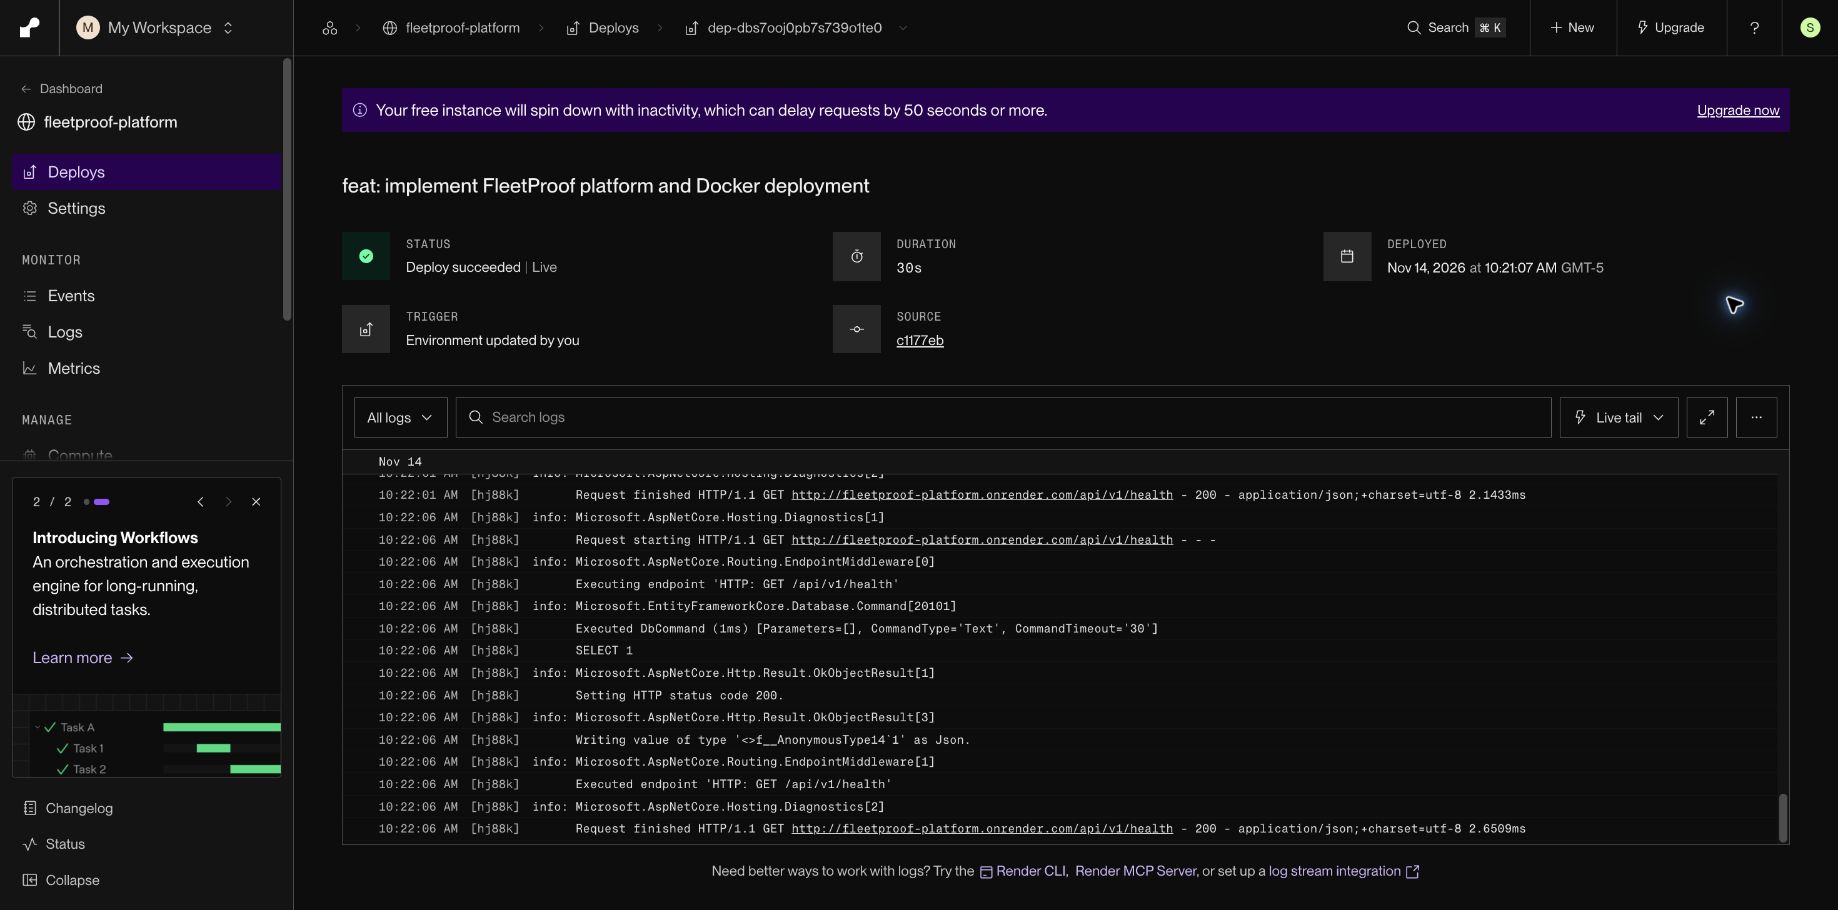 M My Workspace
fleetproof-platform
Deploys
dep-dbs7ooj0pb7s739o1te0
Search ⌘ K
+ New
Upgrade
?
S
← Dashboard
fleetproof-platform
Deploys
Settings
MONITOR
Events
Logs
Metrics
MANAGE
Compute
2 / 2
Introducing Workflows
An orchestration and execution
engine for long-running,
distributed tasks.
Learn more →
Task A
Task 1
Task 2
Changelog
Status
Collapse
Your free instance will spin down with inactivity, which can delay requests by 50 seconds or more.
Upgrade now
feat: implement FleetProof platform and Docker deployment
STATUS
Deploy succeeded | Live
DURATION
30s
DEPLOYED
Nov 14, 2026 at 10:21:07 AM GMT-5
TRIGGER
Environment updated by you
SOURCE
c1177eb
All logs
Search logs
Live tail
...
Nov 14
10:22:01 AM [hj88k] info: Microsoft.AspNetCore.Hosting.Diagnostics[2]
10:22:01 AM [hj88k] Request finished HTTP/1.1 GET http://fleetproof-platform.onrender.com/api/v1/health - 200 - application/json;+charset=utf-8 2.1433ms
10:22:06 AM [hj88k] info: Microsoft.AspNetCore.Hosting.Diagnostics[1]
10:22:06 AM [hj88k] Request starting HTTP/1.1 GET http://fleetproof-platform.onrender.com/api/v1/health - - -
10:22:06 AM [hj88k] info: Microsoft.AspNetCore.Routing.EndpointMiddleware[0]
10:22:06 AM [hj88k] Executing endpoint 'HTTP: GET /api/v1/health'
10:22:06 AM [hj88k] info: Microsoft.EntityFrameworkCore.Database.Command[20101]
10:22:06 AM [hj88k] Executed DbCommand (1ms) [Parameters=[], CommandType='Text', CommandTimeout='30']
10:22:06 AM [hj88k] SELECT 1
10:22:06 AM [hj88k] info: Microsoft.AspNetCore.Http.Result.OkObjectResult[1]
10:22:06 AM [hj88k] Setting HTTP status code 200.
10:22:06 AM [hj88k] info: Microsoft.AspNetCore.Http.Result.OkObjectResult[3]
10:22:06 AM [hj88k] Writing value of type '<>f__AnonymousType14`1' as Json.
10:22:06 AM [hj88k] info: Microsoft.AspNetCore.Routing.EndpointMiddleware[1]
10:22:06 AM [hj88k] Executed endpoint 'HTTP: GET /api/v1/health'
10:22:06 AM [hj88k] info: Microsoft.AspNetCore.Hosting.Diagnostics[2]
10:22:06 AM [hj88k] Request finished HTTP/1.1 GET http://fleetproof-platform.onrender.com/api/v1/health - 200 - application/json;+charset=utf-8 2.6509ms
Need better ways to work with logs? Try the Render CLI, Render MCP Server, or set up a log stream integration